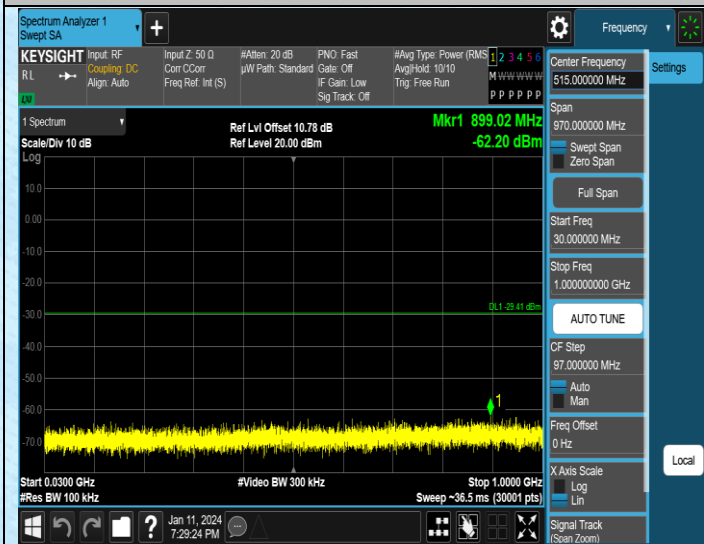 Spectrum Analyzer 1
Swept SA
Frequency
KEYSIGHT
RL
LXI
Input: RF
Coupling: DC
Align: Auto
Input Z: 50 Ω
Corr CCorr
Freq Ref: Int (S)
#Atten: 20 dB
µW Path: Standard
PNO: Fast
Gate: Off
IF Gain: Low
Sig Track: Off
#Avg Type: Power (RMS
Avg|Hold: 10/10
Trig: Free Run
1 2 3 4 5 6
M W W W W W
P P P P P P
1 Spectrum
Scale/Div 10 dB
Log
Ref Lvl Offset 10.78 dB
Ref Level 20.00 dBm
Mkr1 899.02 MHz
-62.20 dBm
10.0
0.00
-10.0
-20.0
-30.0
DL1 -29.41 dBm
-40.0
-50.0
-60.0
1
-70.0
Start 0.0300 GHz
#Res BW 100 kHz
#Video BW 300 kHz
Stop 1.0000 GHz
Sweep ~36.5 ms (30001 pts)
?
Jan 11, 2024
7:29:24 PM
Center Frequency
515.000000 MHz
Span
970.000000 MHz
Swept Span
Zero Span
Full Span
Start Freq
30.000000 MHz
Stop Freq
1.000000000 GHz
AUTO TUNE
CF Step
97.000000 MHz
Auto
Man
Freq Offset
0 Hz
X Axis Scale
Log
Lin
Signal Track
(Span Zoom)
Settings
Local